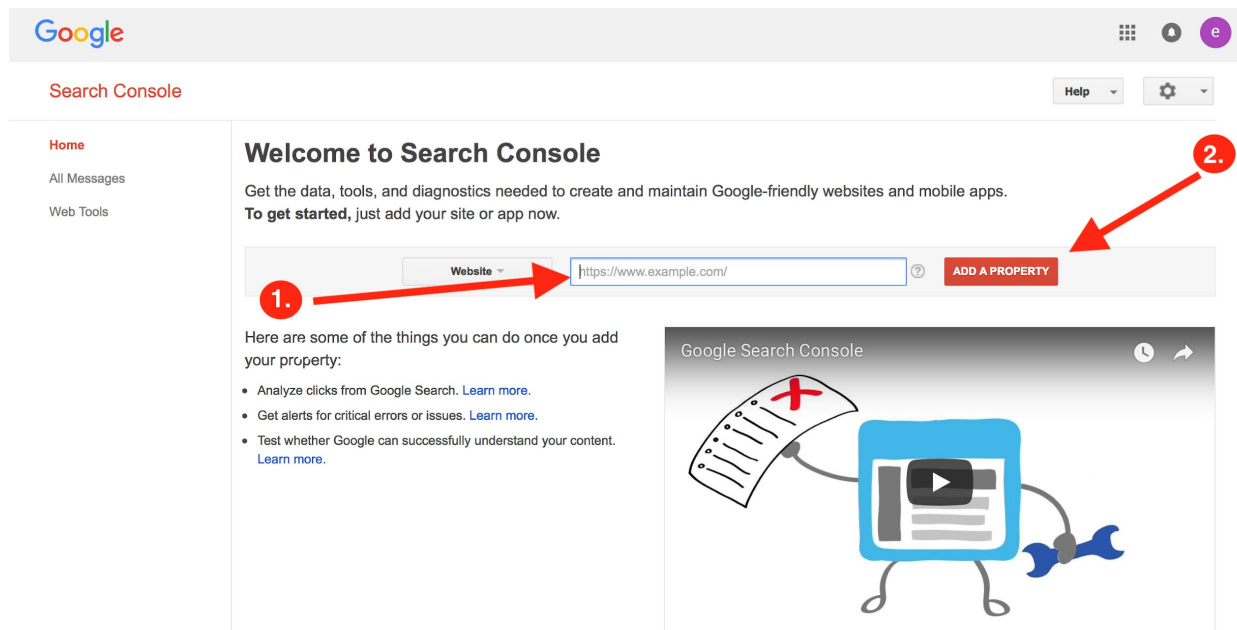 Google
e
Search Console
Help
Home
All Messages
Web Tools
Welcome to Search Console
2.
Get the data, tools, and diagnostics needed to create and maintain Google-friendly websites and mobile apps.
To get started, just add your site or app now.
Website
https://www.example.com/
?
ADD A PROPERTY
1.
Here are some of the things you can do once you add
your property:
• Analyze clicks from Google Search. Learn more.
• Get alerts for critical errors or issues. Learn more.
• Test whether Google can successfully understand your content.
Learn more.
Google Search Console